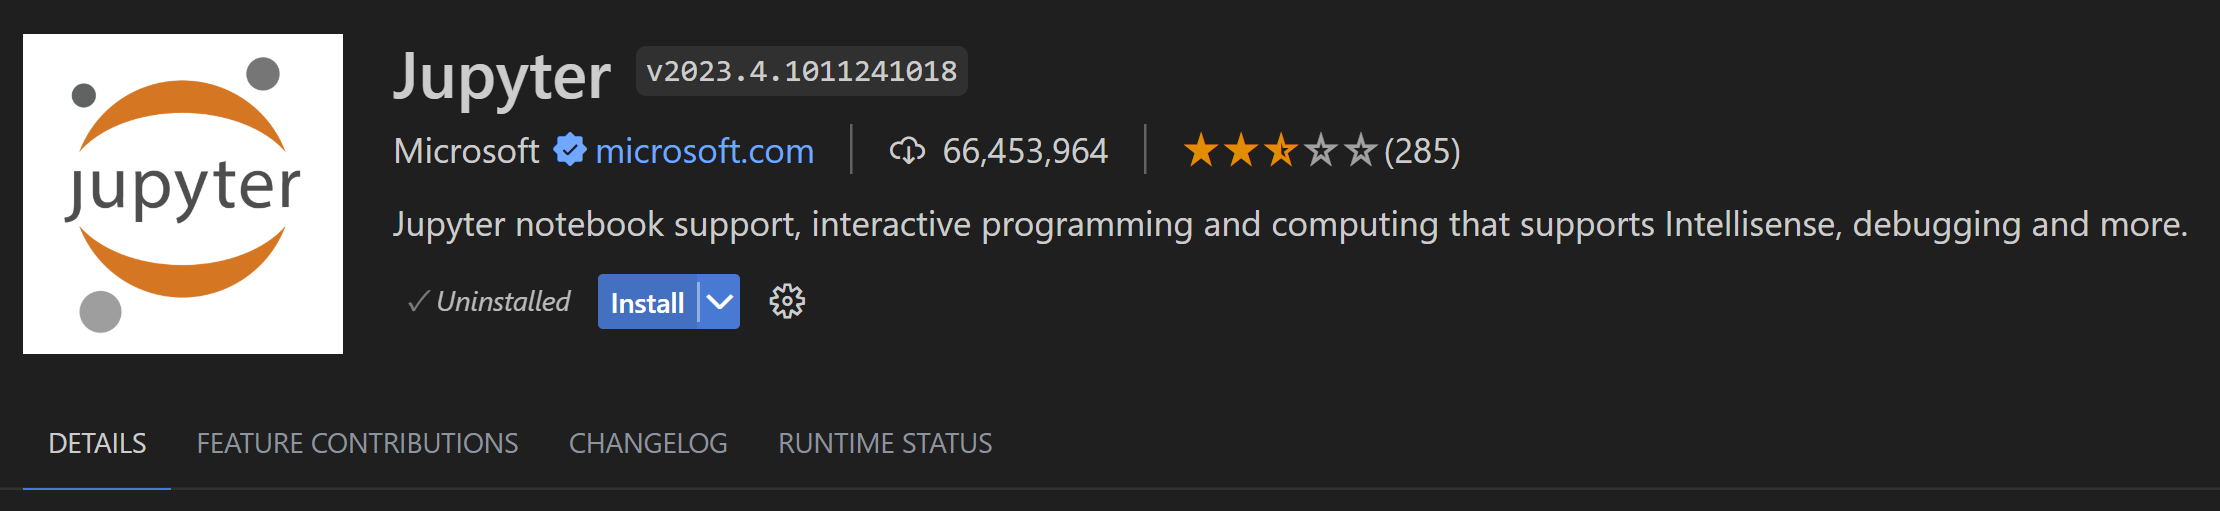 jupyter
Jupyter v2023.4.1011241018
Microsoft microsoft.com 66,453,964 (285)
Jupyter notebook support, interactive programming and computing that supports Intellisense, debugging and more.
Uninstalled Install
DETAILS FEATURE CONTRIBUTIONS CHANGELOG RUNTIME STATUS